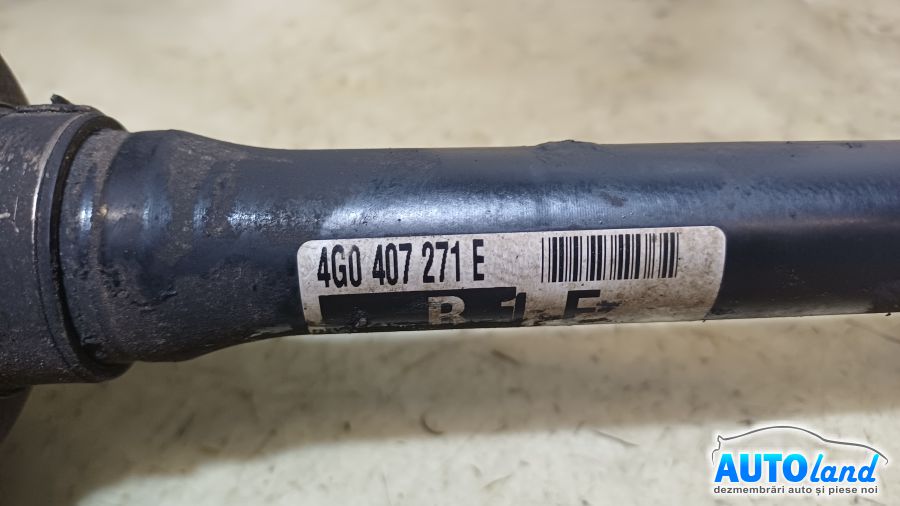 4G0 407 271 E
R 1 E
AUTOland
dezmembrări auto și piese noi